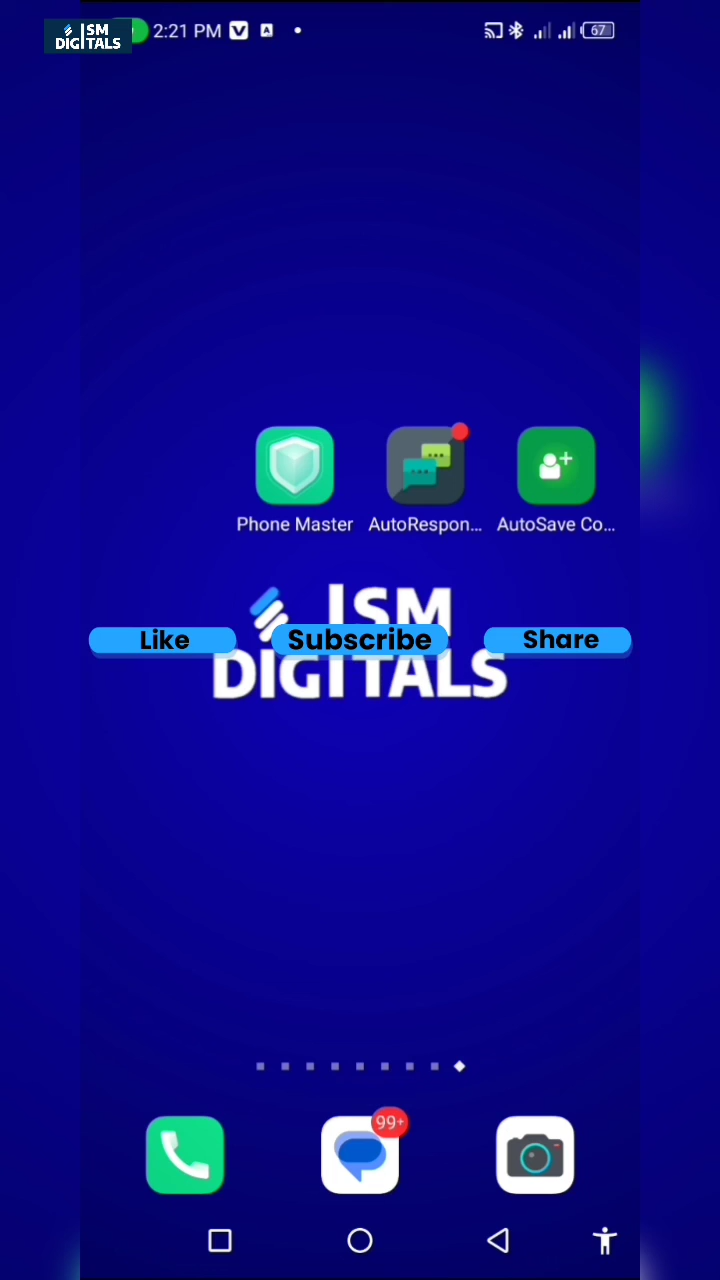 ISM
DIGITALS
2:21 PM
67
Phone Master
AutoRespon...
AutoSave Co...
ISM
Like
Subscribe
Share
DIGITALS
99+